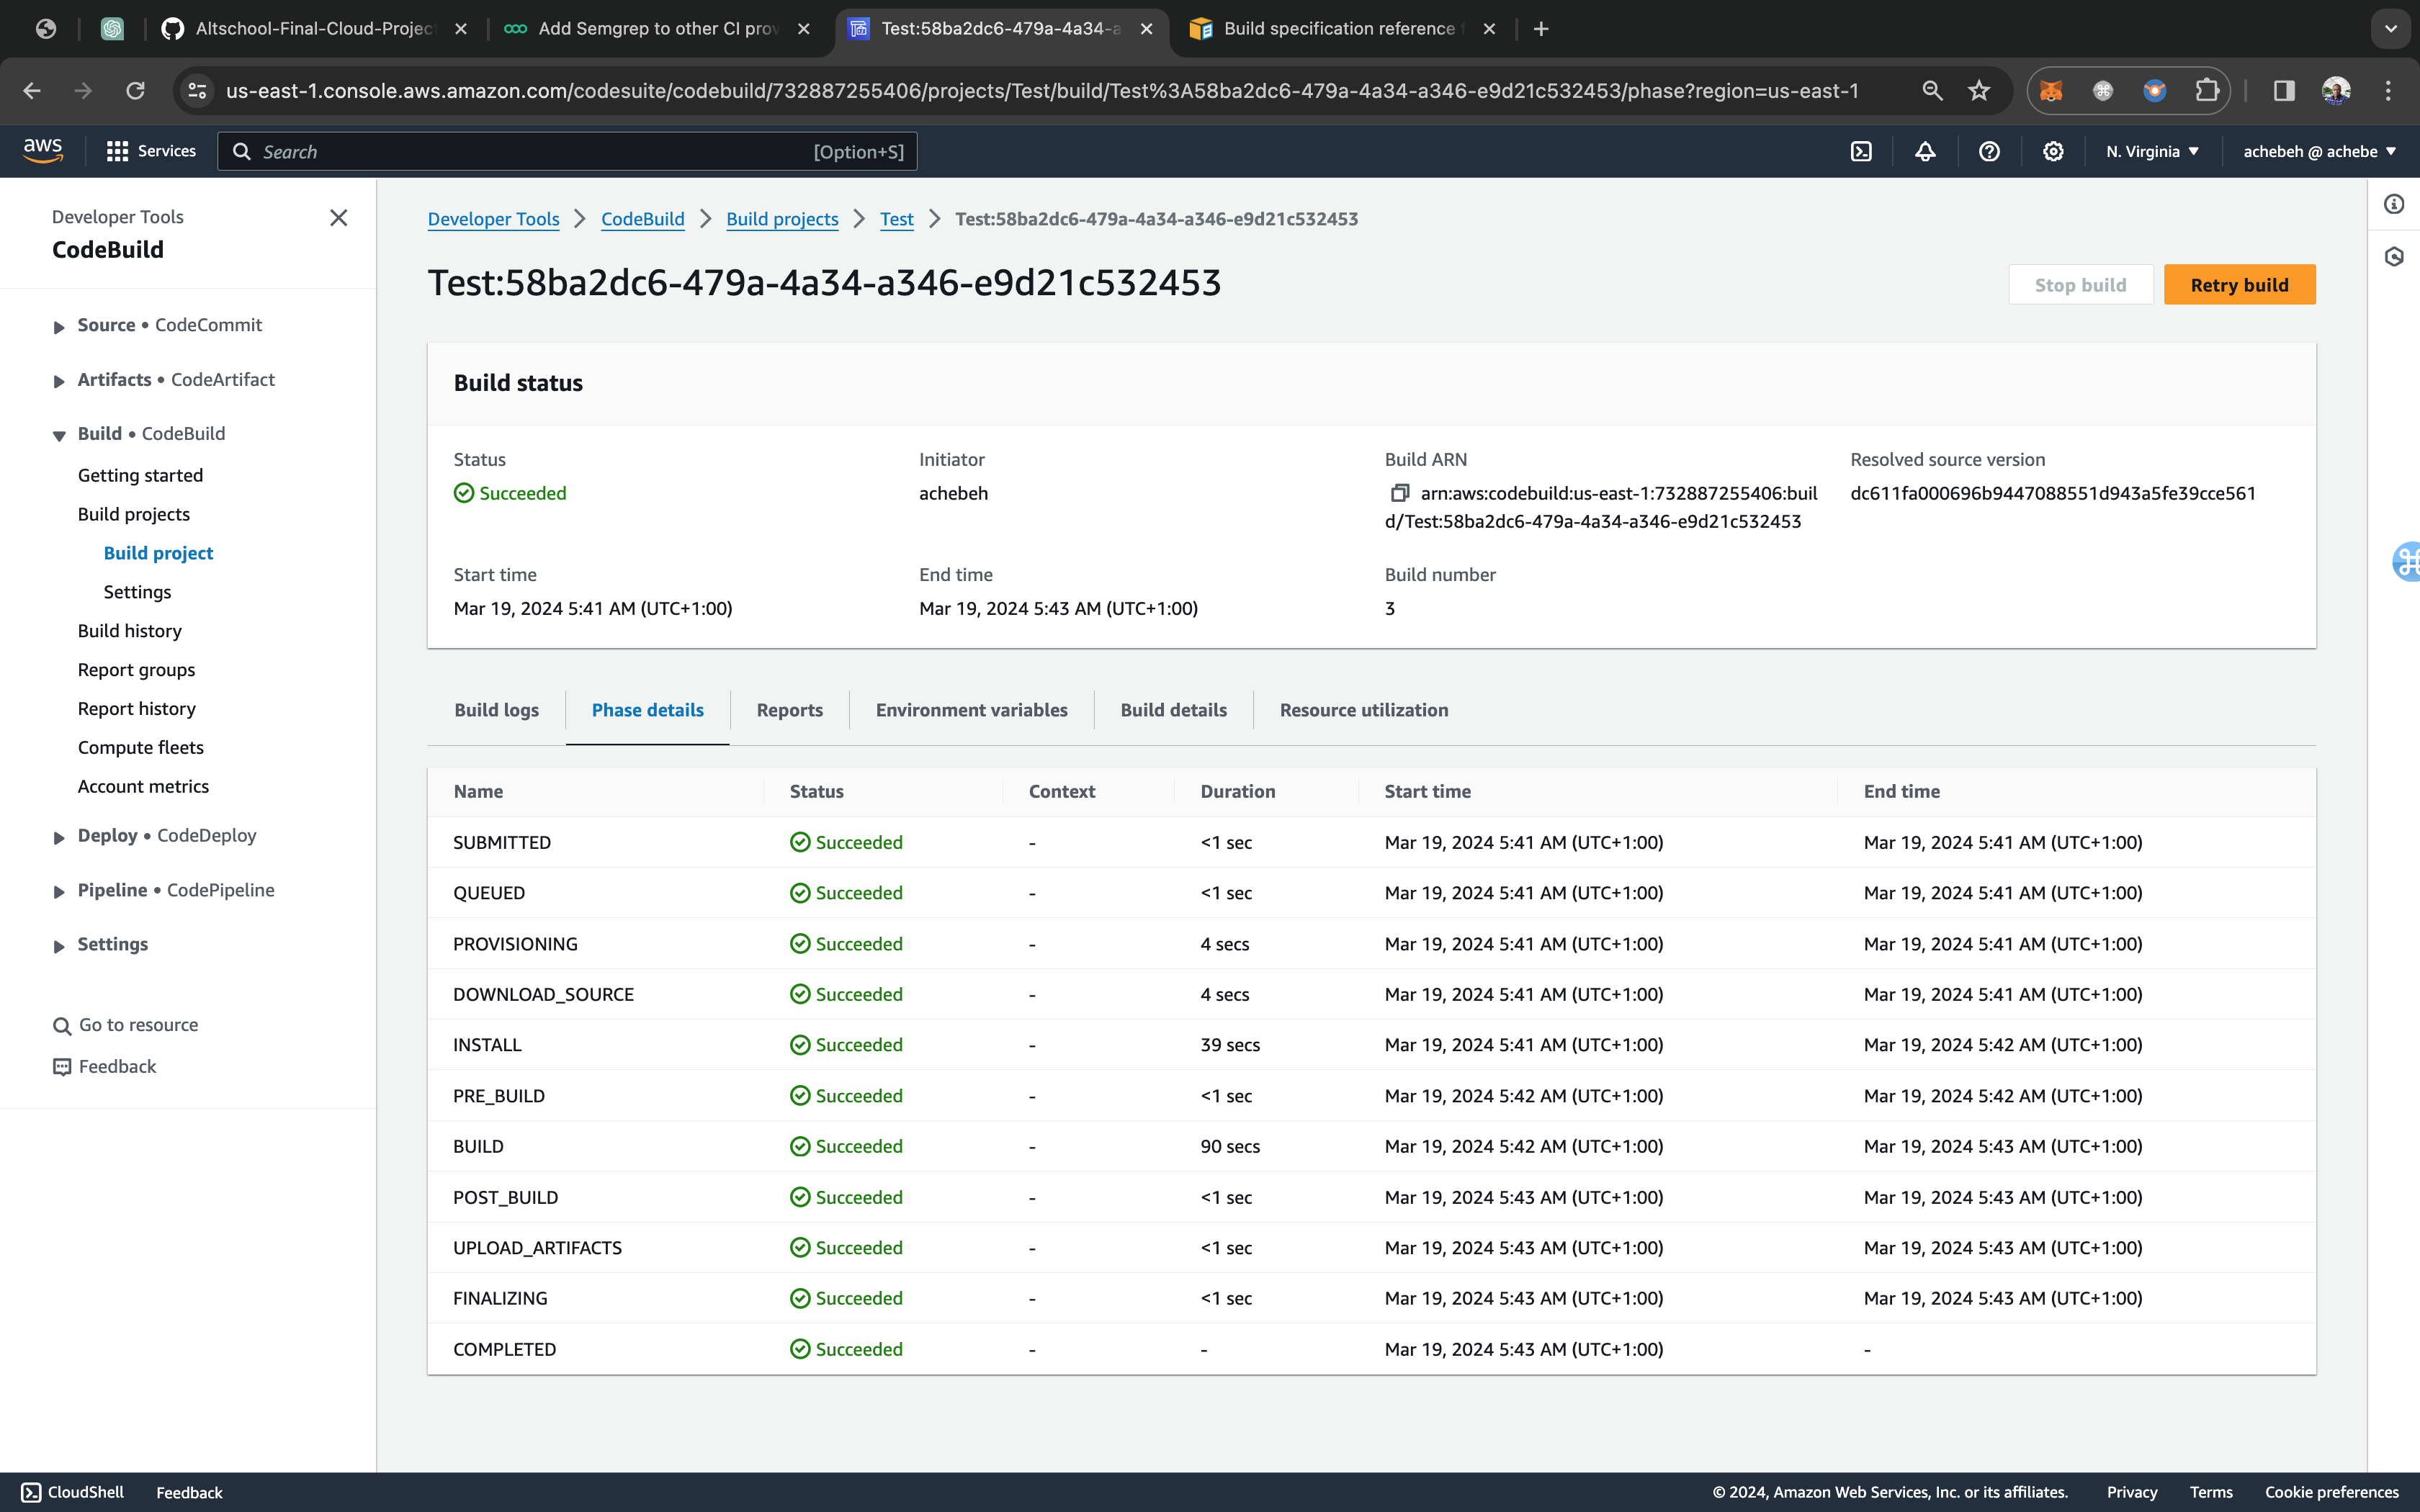 Altschool-Final-Cloud-Project
Add Semgrep to other CI prov
Test:58ba2dc6-479a-4a34-a
Build specification reference f
us-east-1.console.aws.amazon.com/codesuite/codebuild/732887255406/projects/Test/build/Test%3A58ba2dc6-479a-4a34-a346-e9d21c532453/phase?region=us-east-1
aws Services Search [Option+S] N. Virginia achebeh @ achebe
Developer Tools
CodeBuild
Source • CodeCommit
Artifacts • CodeArtifact
Build • CodeBuild
Getting started
Build projects
Build project
Settings
Build history
Report groups
Report history
Compute fleets
Account metrics
Deploy • CodeDeploy
Pipeline • CodePipeline
Settings
Go to resource
Feedback
Developer Tools CodeBuild Build projects Test Test:58ba2dc6-479a-4a34-a346-e9d21c532453
Test:58ba2dc6-479a-4a34-a346-e9d21c532453
Stop build Retry build
Build status
Status Initiator Build ARN Resolved source version
Succeeded achebeh arn:aws:codebuild:us-east-1:732887255406:buil dc611fa000696b9447088551d943a5fe39cce561
d/Test:58ba2dc6-479a-4a34-a346-e9d21c532453
Start time End time Build number
Mar 19, 2024 5:41 AM (UTC+1:00) Mar 19, 2024 5:43 AM (UTC+1:00) 3
Build logs Phase details Reports Environment variables Build details Resource utilization
Name Status Context Duration Start time End time
SUBMITTED Succeeded - <1 sec Mar 19, 2024 5:41 AM (UTC+1:00) Mar 19, 2024 5:41 AM (UTC+1:00)
QUEUED Succeeded - <1 sec Mar 19, 2024 5:41 AM (UTC+1:00) Mar 19, 2024 5:41 AM (UTC+1:00)
PROVISIONING Succeeded - 4 secs Mar 19, 2024 5:41 AM (UTC+1:00) Mar 19, 2024 5:41 AM (UTC+1:00)
DOWNLOAD_SOURCE Succeeded - 4 secs Mar 19, 2024 5:41 AM (UTC+1:00) Mar 19, 2024 5:41 AM (UTC+1:00)
INSTALL Succeeded - 39 secs Mar 19, 2024 5:41 AM (UTC+1:00) Mar 19, 2024 5:42 AM (UTC+1:00)
PRE_BUILD Succeeded - <1 sec Mar 19, 2024 5:42 AM (UTC+1:00) Mar 19, 2024 5:42 AM (UTC+1:00)
BUILD Succeeded - 90 secs Mar 19, 2024 5:42 AM (UTC+1:00) Mar 19, 2024 5:43 AM (UTC+1:00)
POST_BUILD Succeeded - <1 sec Mar 19, 2024 5:43 AM (UTC+1:00) Mar 19, 2024 5:43 AM (UTC+1:00)
UPLOAD_ARTIFACTS Succeeded - <1 sec Mar 19, 2024 5:43 AM (UTC+1:00) Mar 19, 2024 5:43 AM (UTC+1:00)
FINALIZING Succeeded - <1 sec Mar 19, 2024 5:43 AM (UTC+1:00) Mar 19, 2024 5:43 AM (UTC+1:00)
COMPLETED Succeeded - - Mar 19, 2024 5:43 AM (UTC+1:00) -
CloudShell Feedback © 2024, Amazon Web Services, Inc. or its affiliates. Privacy Terms Cookie preferences